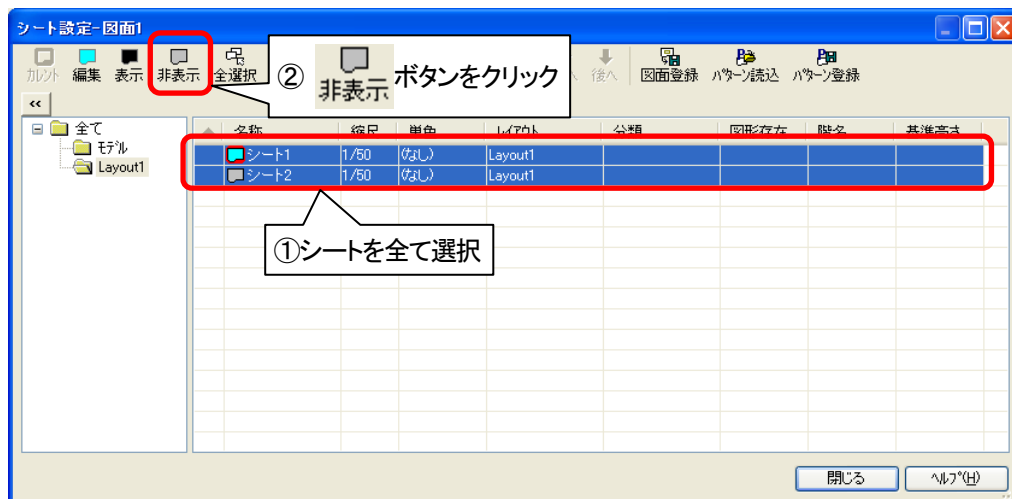 シート設定-図面1
カレント 編集 表示 非表示 全選択 後へ 図面登録 パターン読込 パターン登録
② 非表示 ボタンをクリック
<<
全て
モデル
Layout1
名称 縮尺 単色 レイアウト 分類 図形存在 階名 基準高さ
シート1 1/50 (なし) Layout1
シート2 1/50 (なし) Layout1
①シートを全て選択
閉じる ヘルプ(H)